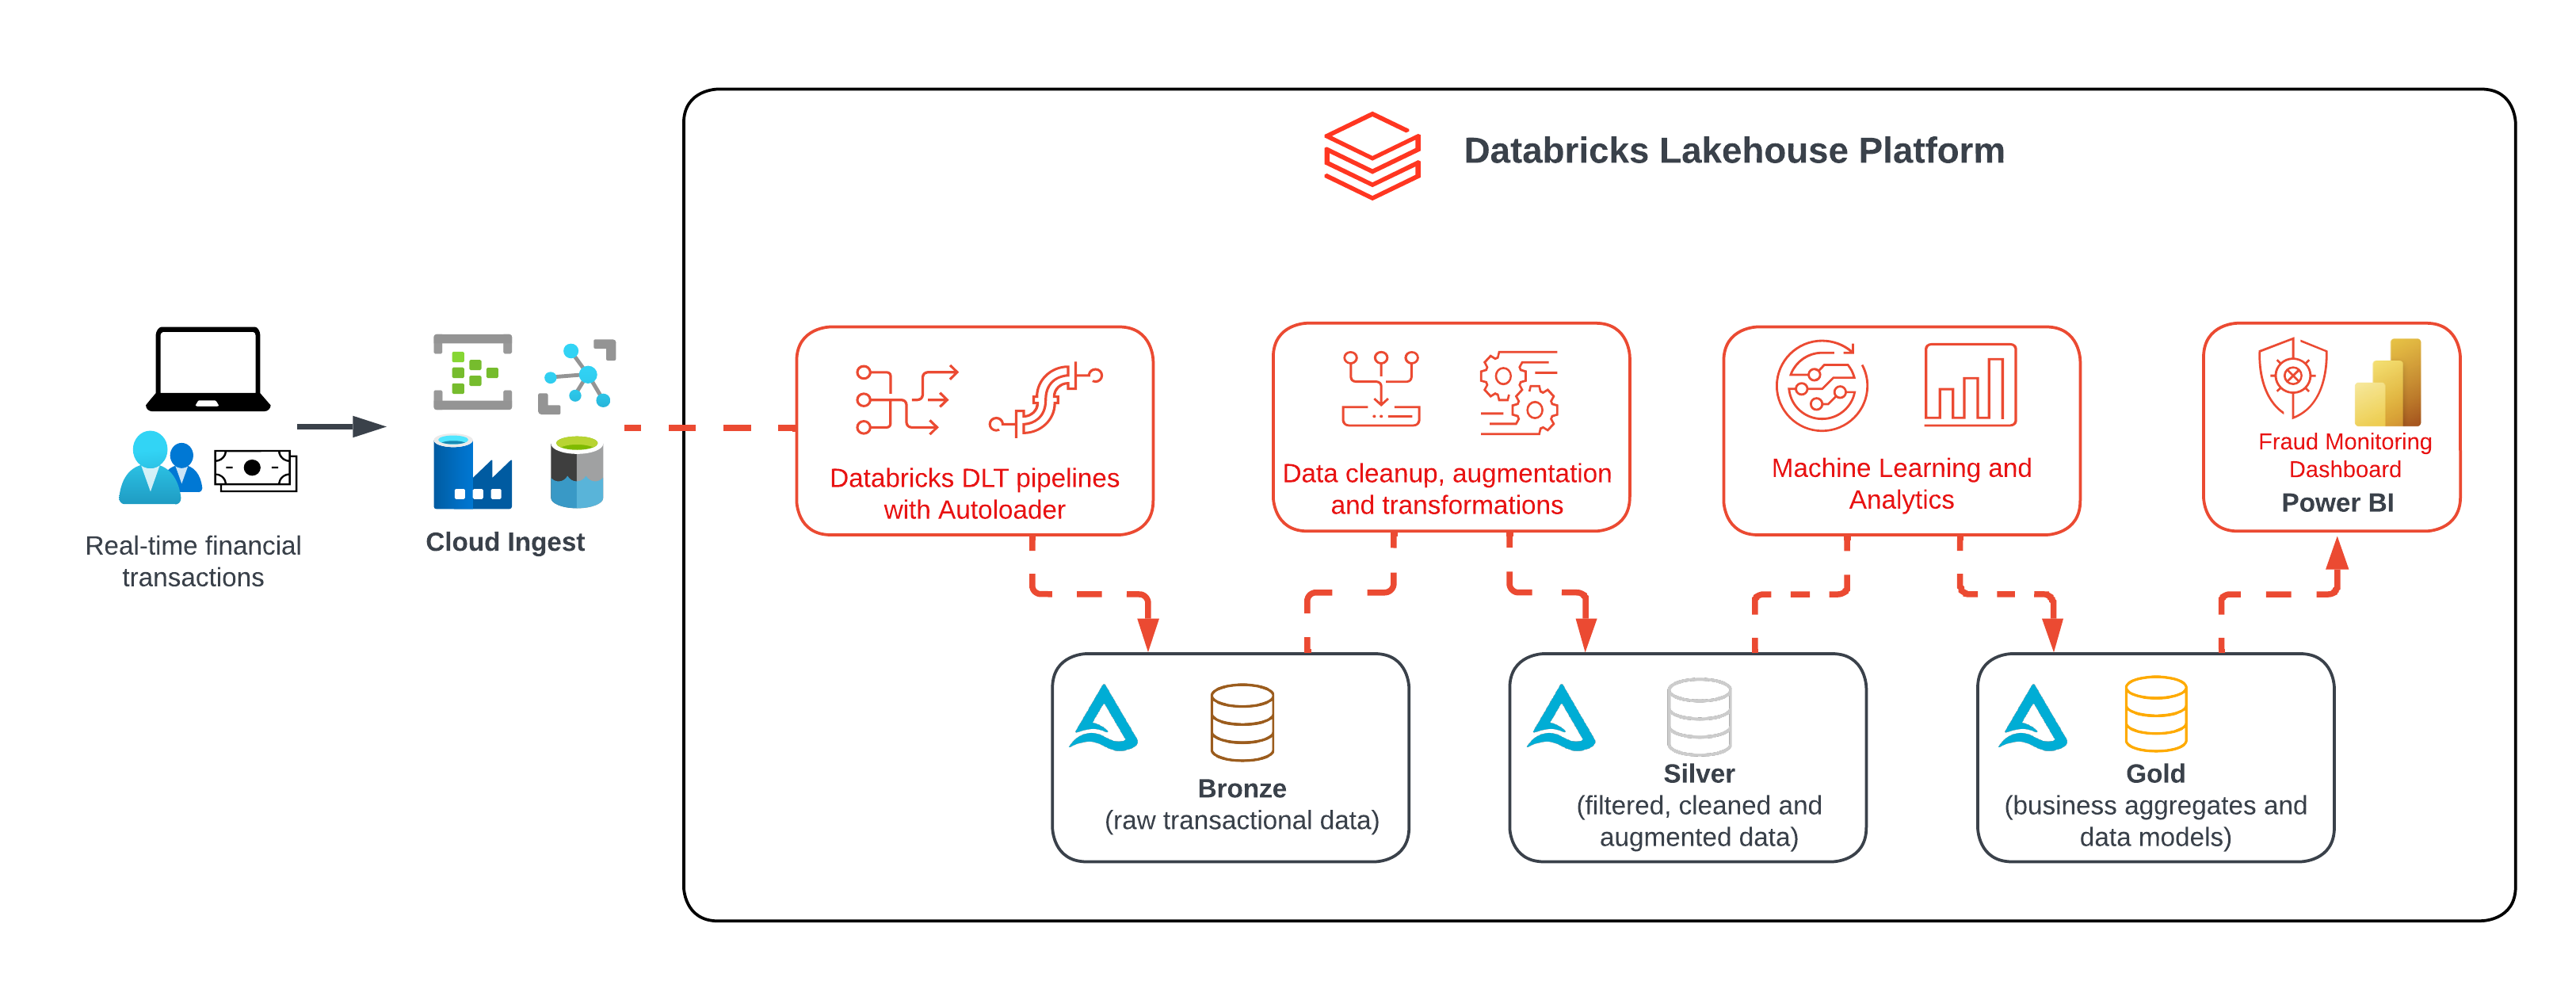 Databricks Lakehouse Platform
Real-time financial
transactions
Cloud Ingest
Databricks DLT pipelines
with Autoloader
Data cleanup, augmentation
and transformations
Machine Learning and
Analytics
Fraud Monitoring
Dashboard
Power BI
Bronze
(raw transactional data)
Silver
(filtered, cleaned and
augmented data)
Gold
(business aggregates and
data models)